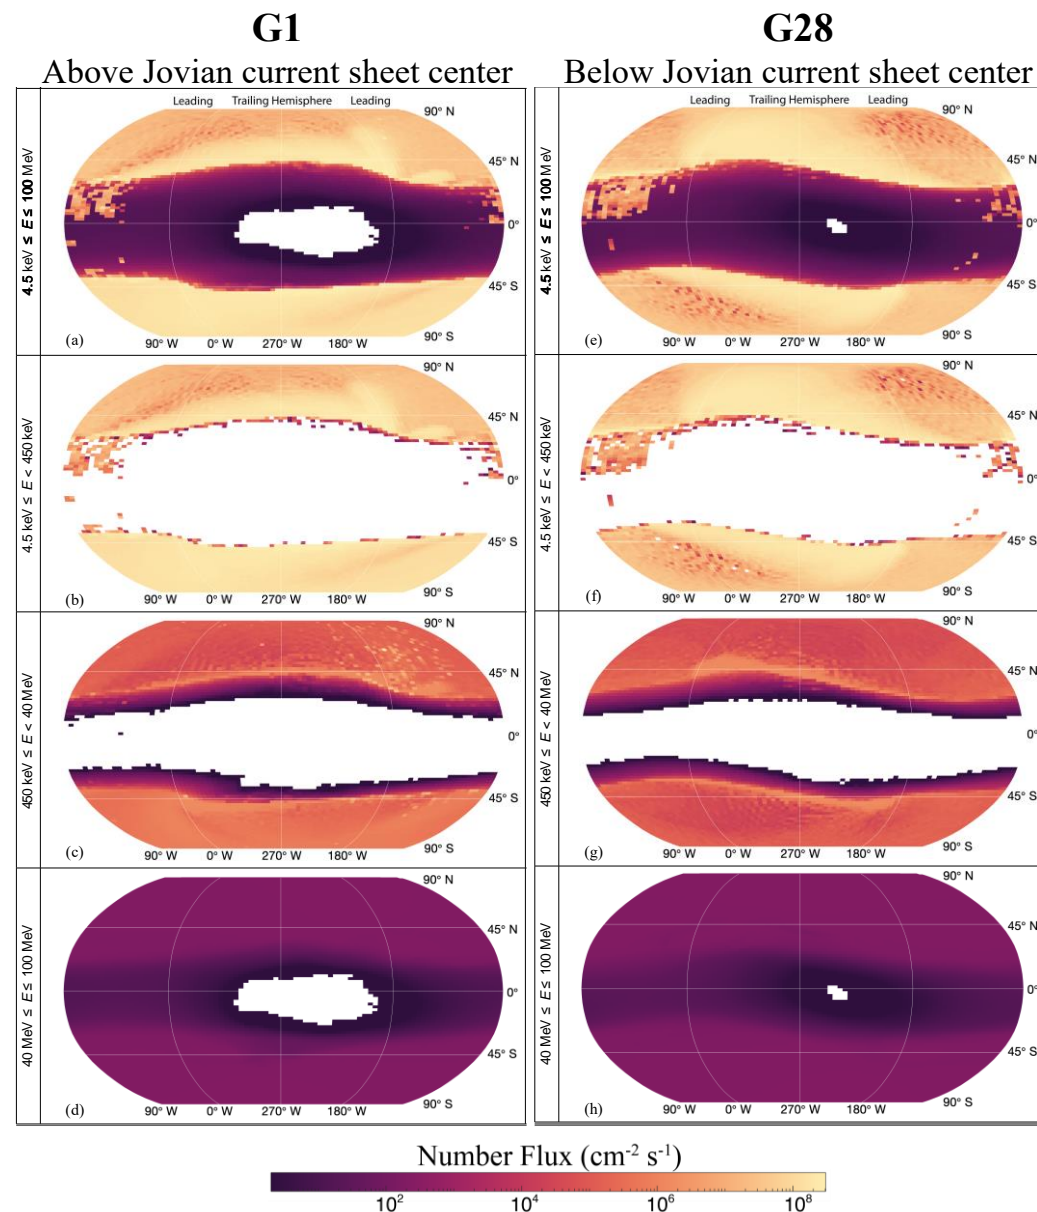 G1
G28
Above Jovian current sheet center
Below Jovian current sheet center
4.5 keV ≤ E ≤ 100 MeV
Leading Trailing Hemisphere Leading
90° N
45° N
0°
45° S
90° S
(a)
90° W 0° W 270° W 180° W
4.5 keV ≤ E ≤ 100 MeV
Leading Trailing Hemisphere Leading
90° N
45° N
0°
45° S
90° S
(e)
90° W 0° W 270° W 180° W
4.5 keV ≤ E < 450 keV
90° N
45° N
0°
45° S
90° S
(b)
90° W 0° W 270° W 180° W
4.5 keV ≤ E < 450 keV
90° N
45° N
0°
45° S
90° S
(f)
90° W 0° W 270° W 180° W
450 keV ≤ E < 40 MeV
90° N
45° N
0°
45° S
90° S
(c)
90° W 0° W 270° W 180° W
450 keV ≤ E < 40 MeV
90° N
45° N
0°
45° S
90° S
(g)
90° W 0° W 270° W 180° W
40 MeV ≤ E ≤ 100 MeV
90° N
45° N
0°
45° S
90° S
(d)
90° W 0° W 270° W 180° W
40 MeV ≤ E ≤ 100 MeV
90° N
45° N
0°
45° S
90° S
(h)
90° W 0° W 270° W 180° W
Number Flux (cm⁻² s⁻¹)
10² 10⁴ 10⁶ 10⁸